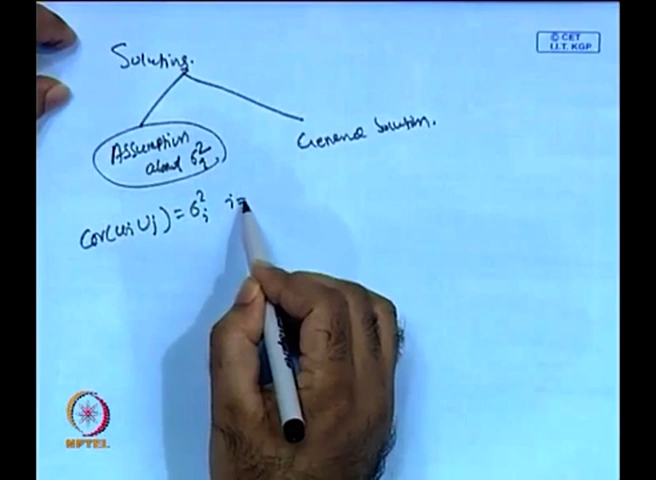 © CET
I.I.T. KGP
Solution.
Assumption
about σ²ᵢ
General Solution.
Cov(Ui Uj) = σ²ᵢ i=
NPTEL